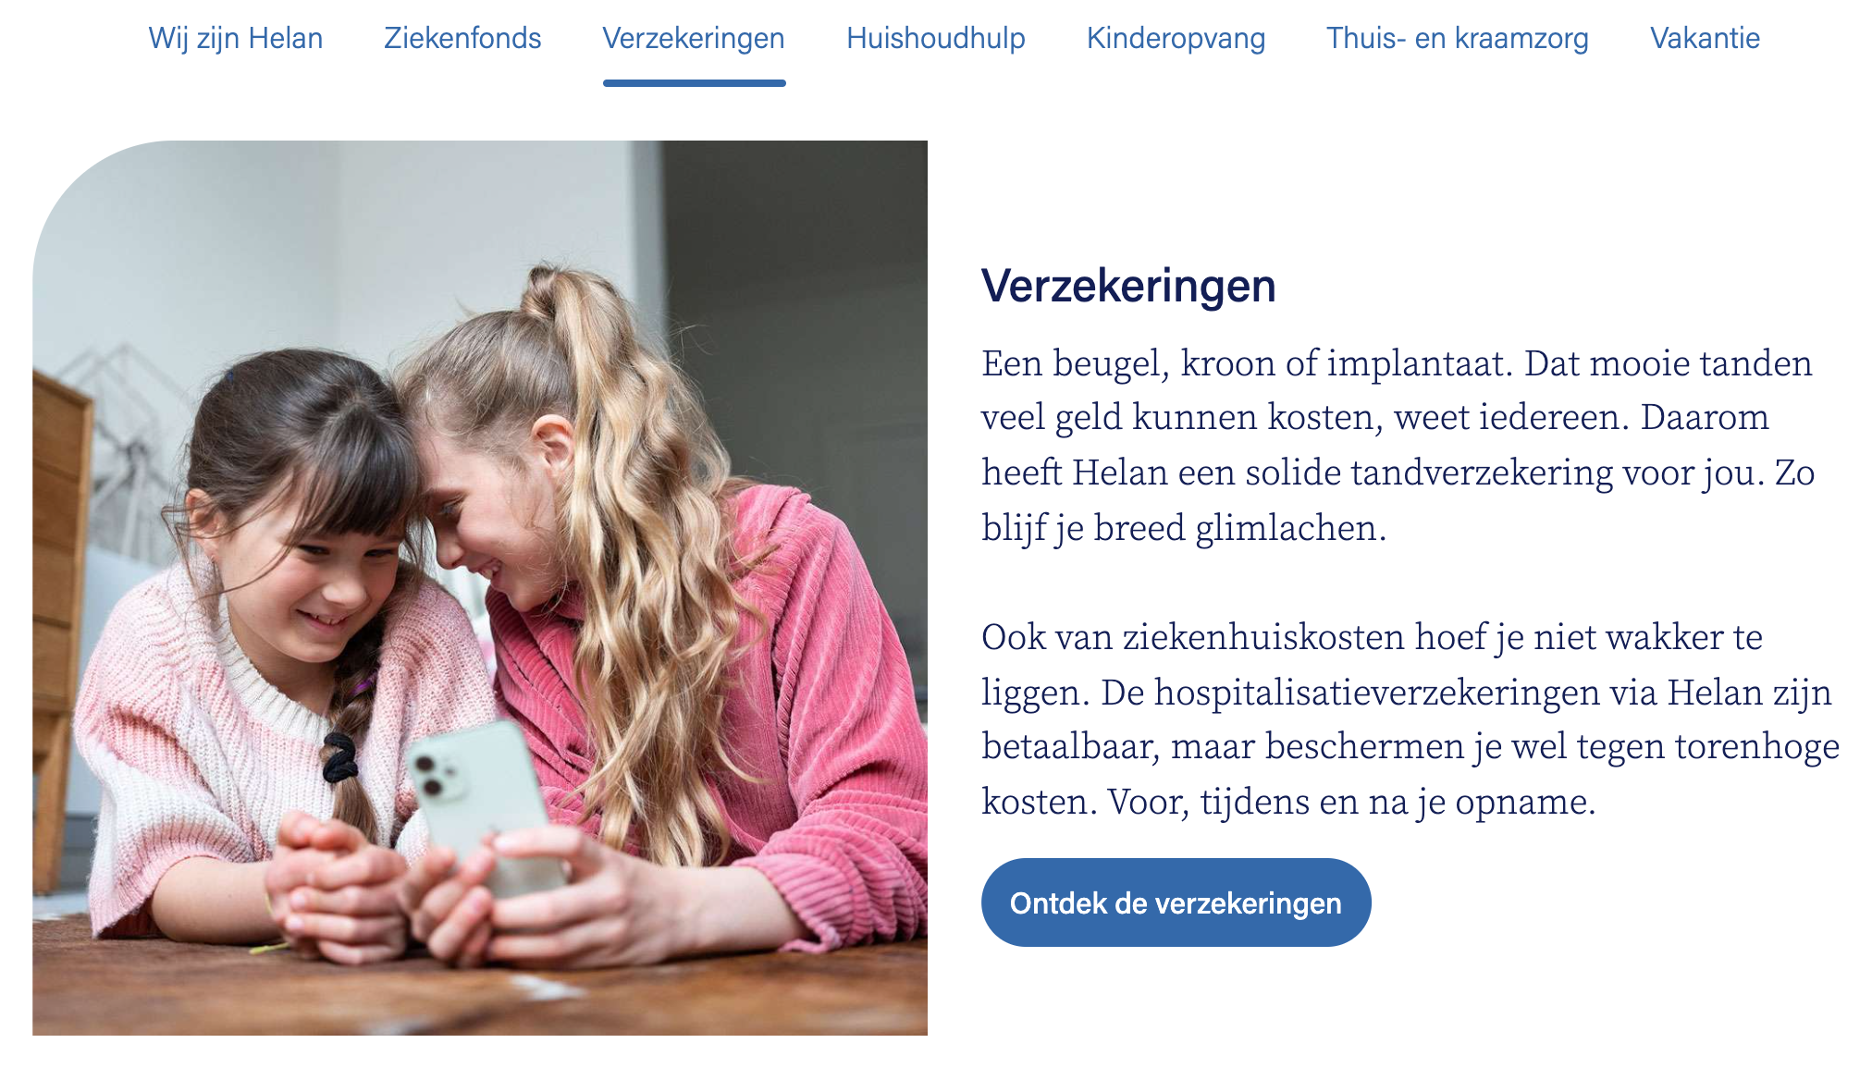 Wij zijn Helan Ziekenfonds Verzekeringen Huishoudhulp Kinderopvang Thuis- en kraamzorg Vakantie
Verzekeringen
Een beugel, kroon of implantaat. Dat mooie tanden
veel geld kunnen kosten, weet iedereen. Daarom
heeft Helan een solide tandverzekering voor jou. Zo
blijf je breed glimlachen.
Ook van ziekenhuiskosten hoef je niet wakker te
liggen. De hospitalisatieverzekeringen via Helan zijn
betaalbaar, maar beschermen je wel tegen torenhoge
kosten. Voor, tijdens en na je opname.
Ontdek de verzekeringen